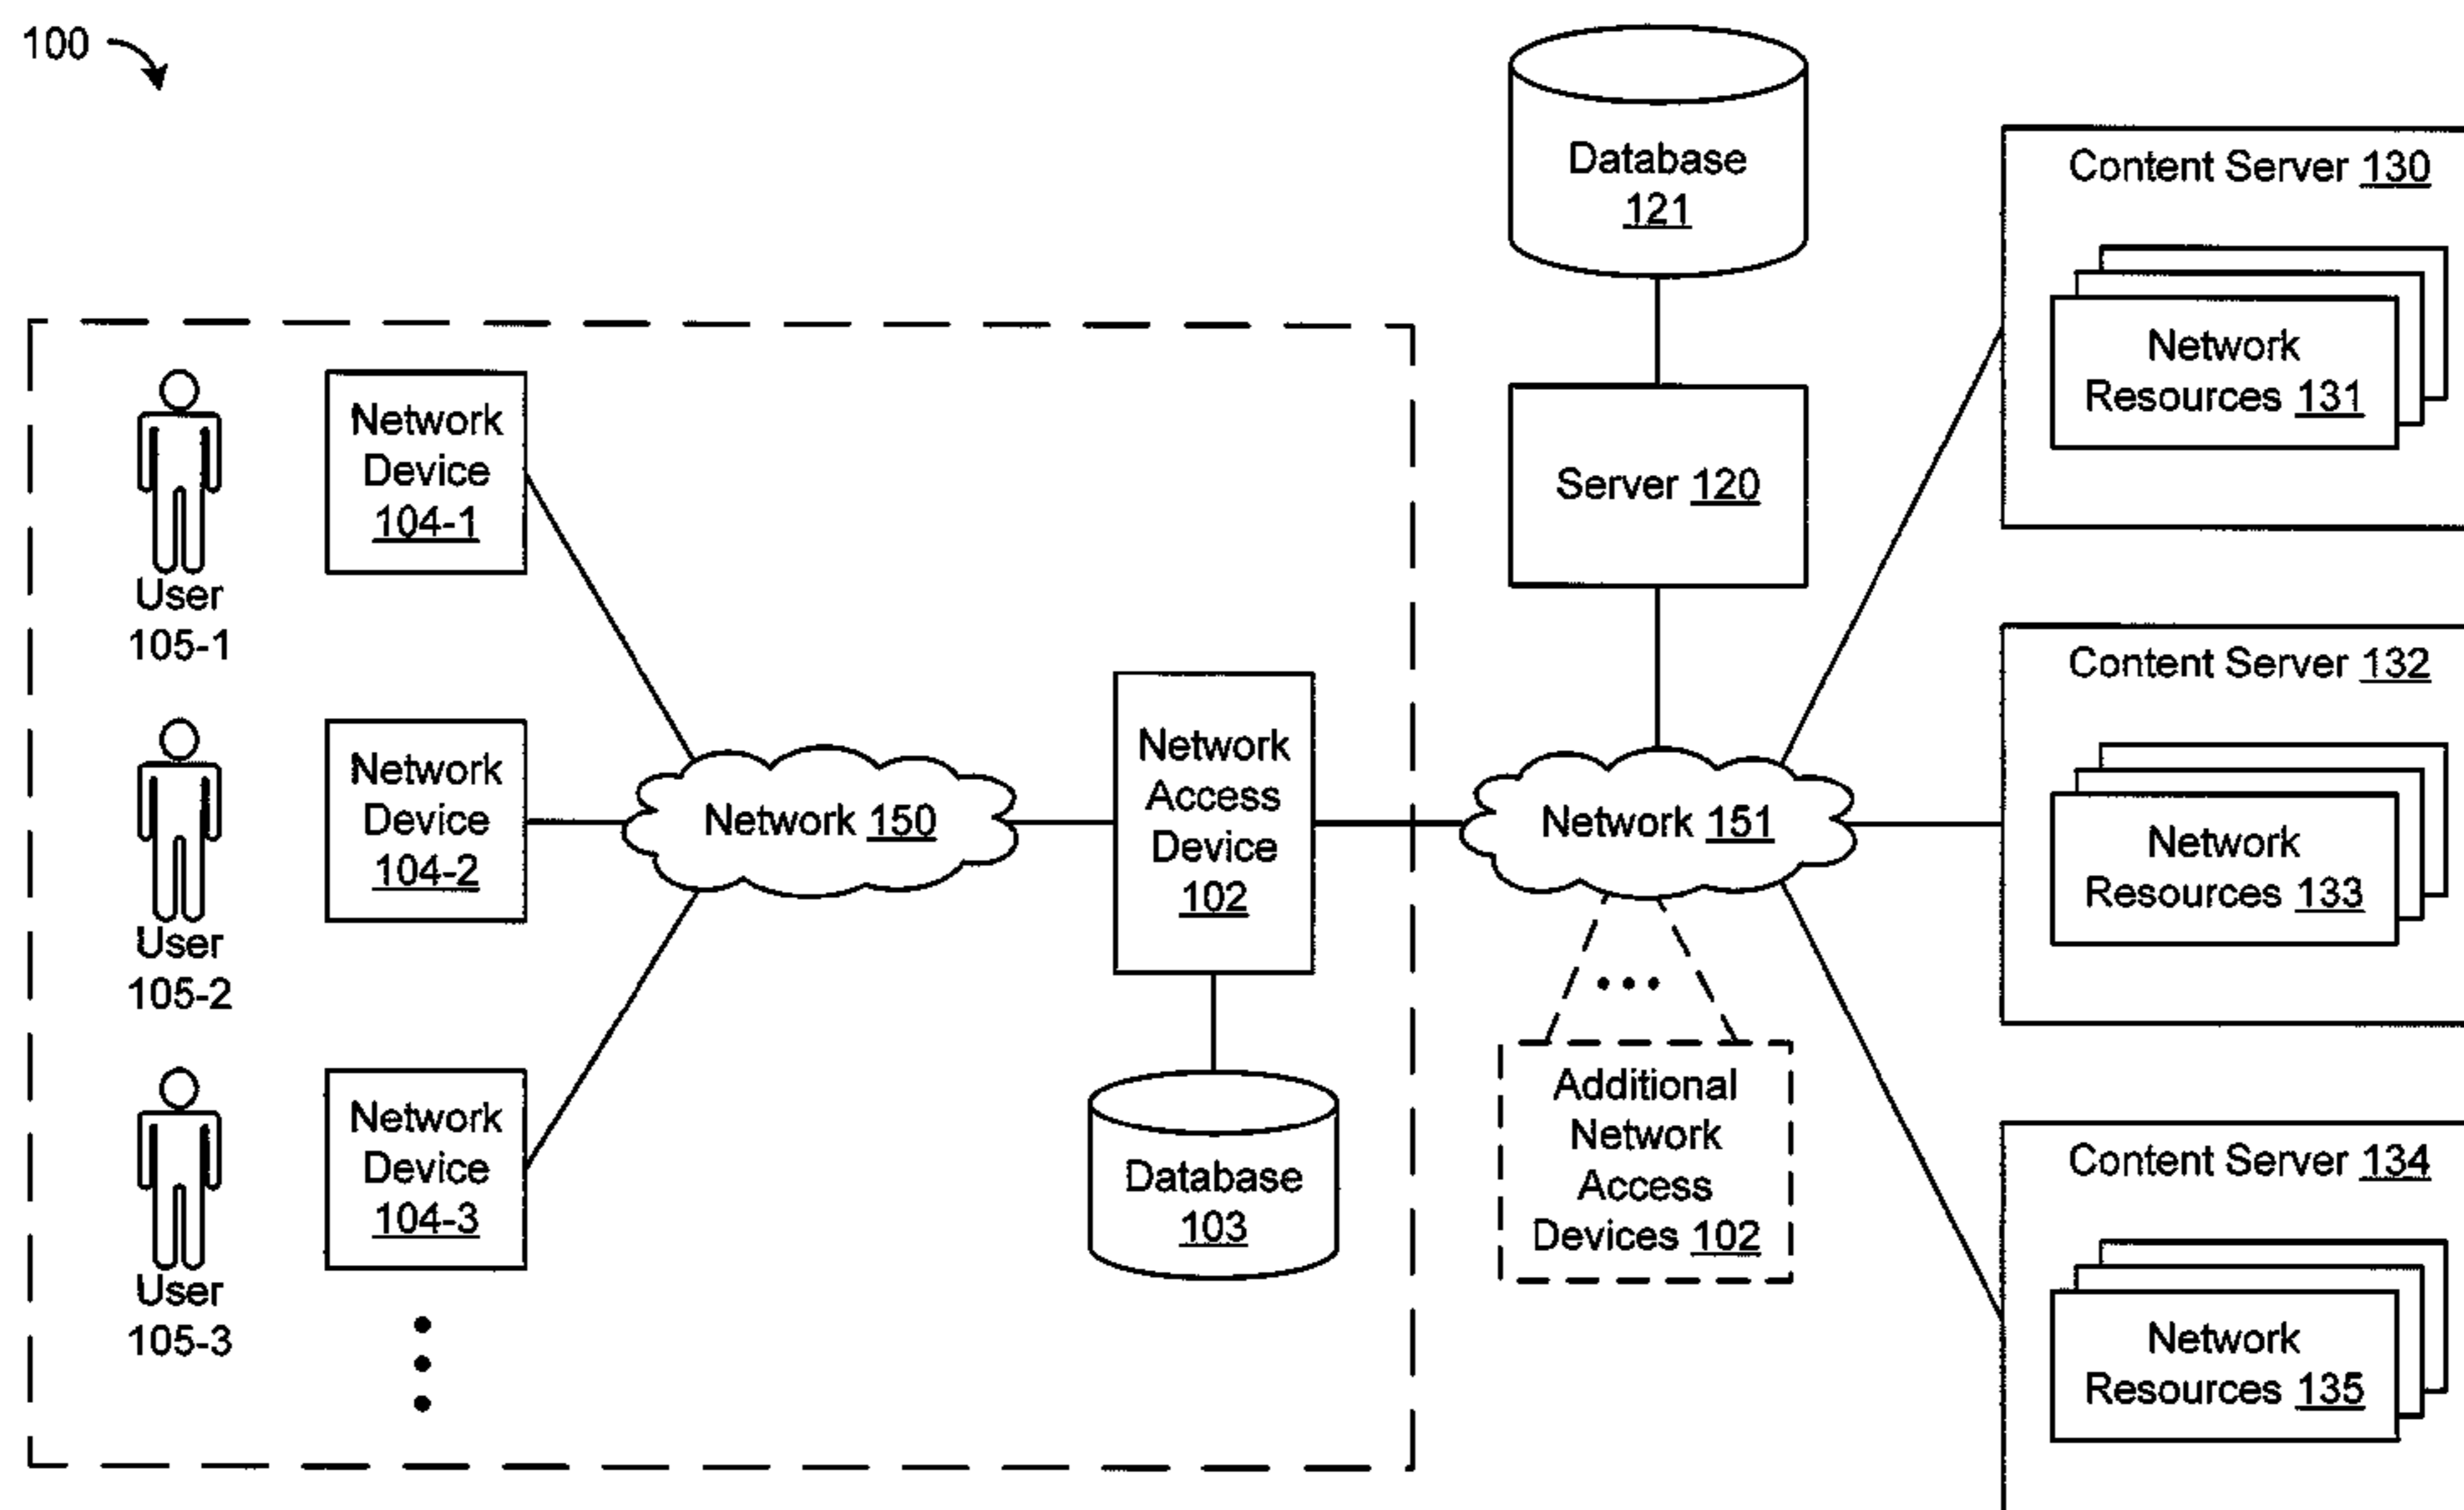 100
Database
121
Content Server 130
Network
Resources 131
Server 120
Network
Device
104-1
User
105-1
Network
Device
104-2
User
105-2
Network
Device
104-3
User
105-3
Network 150
Network
Access
Device
102
Database
103
Network 151
Additional
Network
Access
Devices 102
Content Server 132
Network
Resources 133
Content Server 134
Network
Resources 135